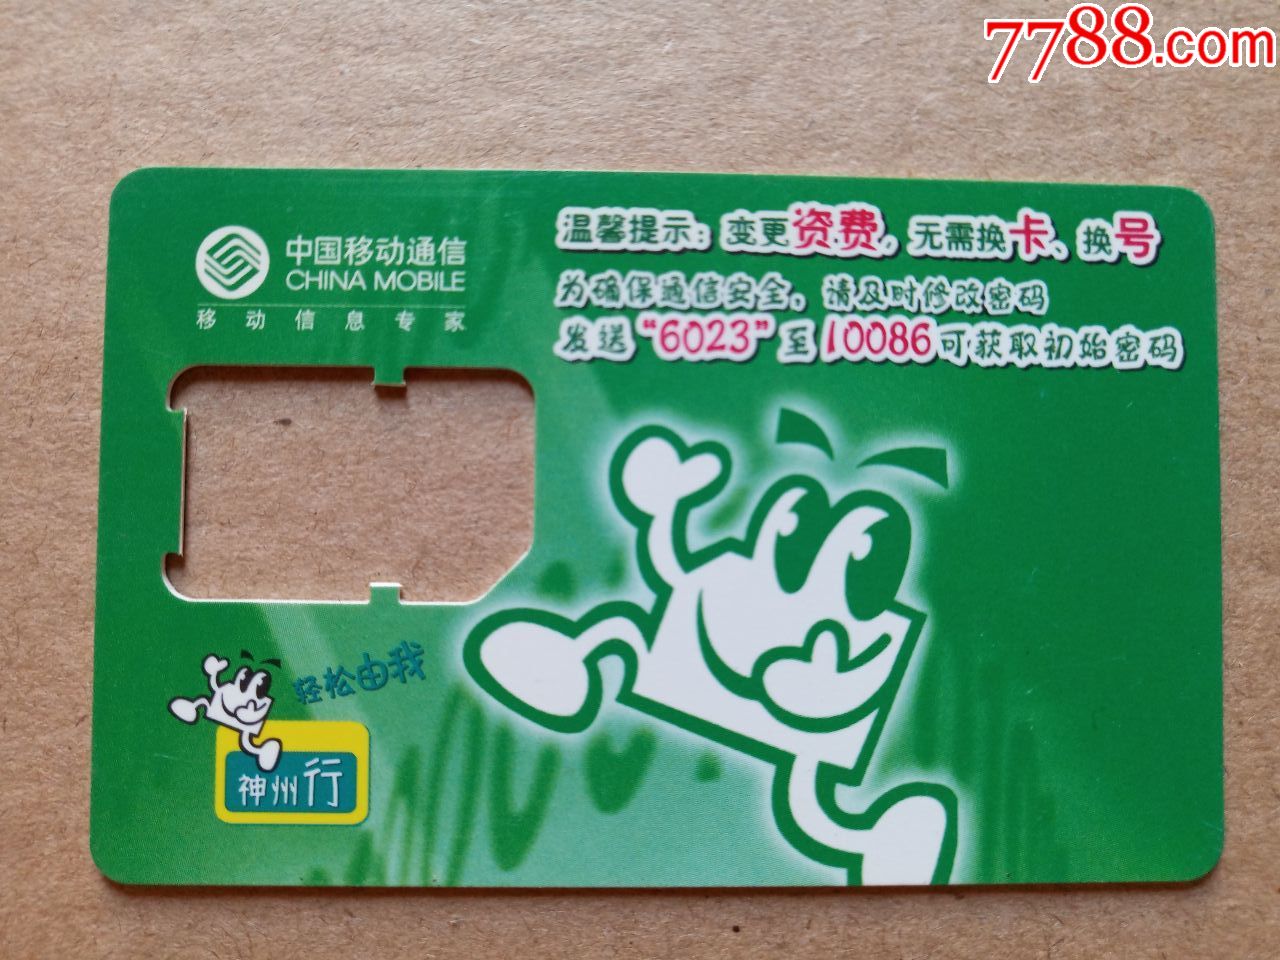 7788.com
中国移动通信
CHINA MOBILE
移动信息专家
温馨提示：变更资费，无需换卡、换号
为确保通信安全，请及时修改密码
发送“6023”至10086可获取初始密码
轻松由我
神州行